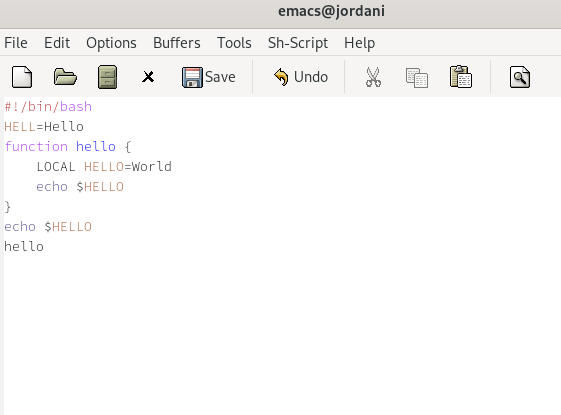 emacs@jordani
File Edit Options Buffers Tools Sh-Script Help
Save Undo
#!/bin/bash
HELL=Hello
function hello {
    LOCAL HELLO=World
    echo $HELLO
}
echo $HELLO
hello